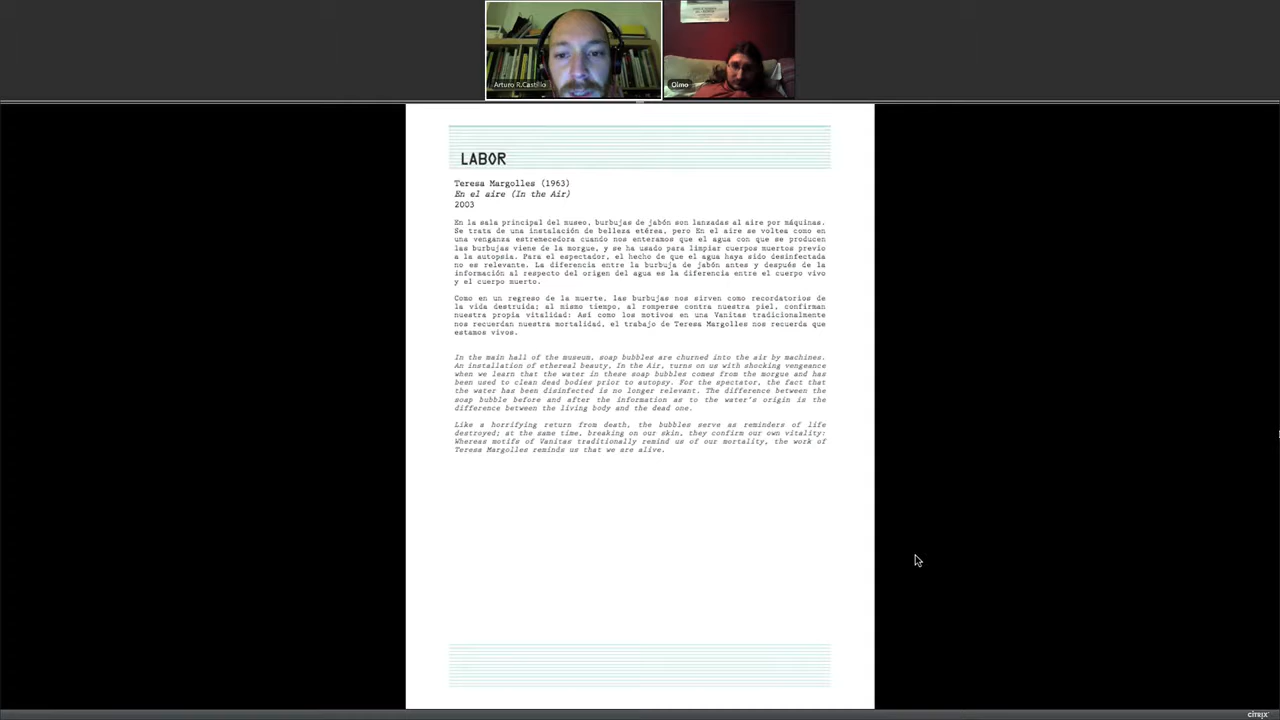 Arturo R.Castillo
Olmo
LABOR
Teresa Margolles (1963)
En el aire (In the Air)
2003
En la sala principal del museo, burbujas de jabón son lanzadas al aire por máquinas.
Se trata de una instalación de belleza etérea, pero En el aire se voltea como en
una venganza estremecedora cuando nos enteramos que el agua con que se producen
las burbujas viene de la morgue, y se ha usado para limpiar cuerpos muertos previo
a la autopsia. Para el espectador, el hecho de que el agua haya sido desinfectada
no es relevante. La diferencia entre la burbuja de jabón antes y después de la
información al respecto del origen del agua es la diferencia entre el cuerpo vivo
y el cuerpo muerto.
Como en un regreso de la muerte, las burbujas nos sirven como recordatorios de
la vida destruida; al mismo tiempo, al romperse contra nuestra piel, confirman
nuestra propia vitalidad: Así como los motivos en una Vanitas tradicionalmente
nos recuerdan nuestra mortalidad, el trabajo de Teresa Margolles nos recuerda que
estamos vivos.
In the main hall of the museum, soap bubbles are churned into the air by machines.
An installation of ethereal beauty, In the Air, turns on us with shocking vengeance
when we learn that the water in these soap bubbles comes from the morgue and has
been used to clean dead bodies prior to autopsy. For the spectator, the fact that
the water has been disinfected is no longer relevant. The difference between the
soap bubble before and after the information as to the water's origin is the
difference between the living body and the dead one.
Like a horrifying return from death, the bubbles serve as reminders of life
destroyed; at the same time, breaking on our skin, they confirm our own vitality:
Whereas motifs of Vanitas traditionally remind us of our mortality, the work of
Teresa Margolles reminds us that we are alive.
CITRIX